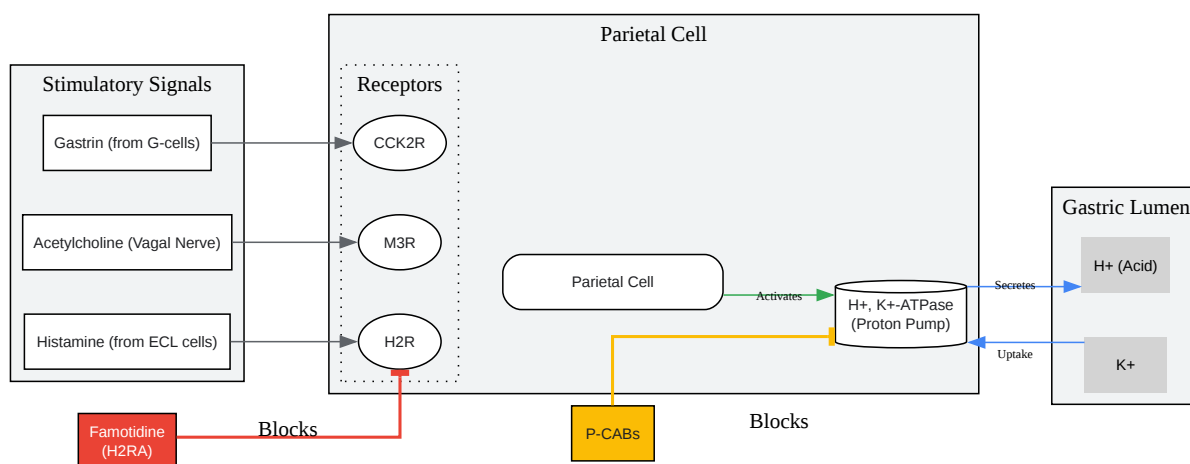 Parietal Cell
Stimulatory Signals
Receptors
Gastrin (from G-cells)
CCK2R
Acetylcholine (Vagal Nerve)
M3R
Histamine (from ECL cells)
H2R
Parietal Cell
Activates
H+, K+-ATPase
(Proton Pump)
Secretes
Uptake
Gastric Lumen
H+ (Acid)
K+
Famotidine
(H2RA)
Blocks
P-CABs
Blocks